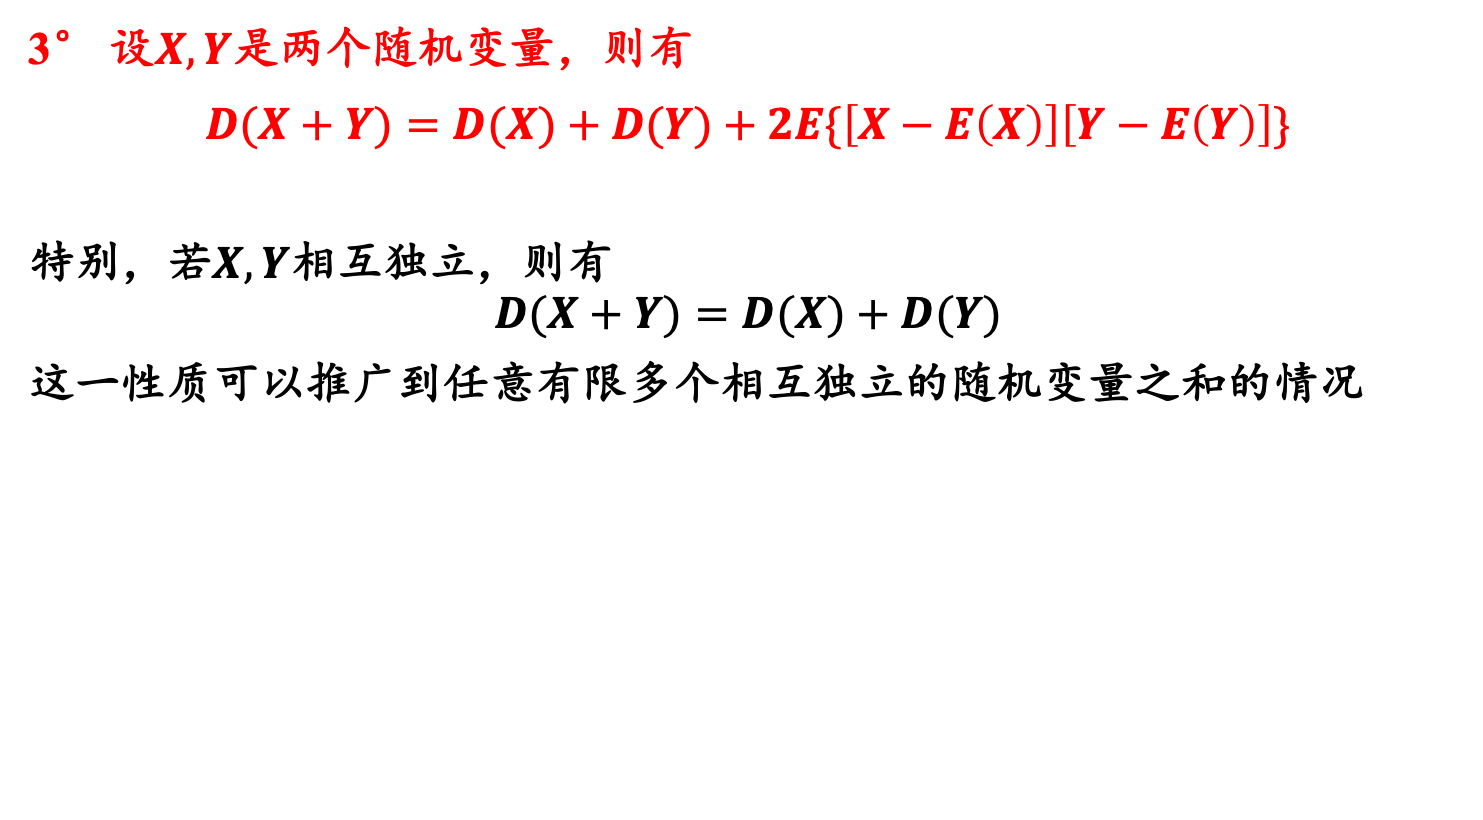 3° 设X,Y是两个随机变量，则有
D(X + Y) = D(X) + D(Y) + 2E{[X − E(X)][Y − E(Y)]}
特别，若X,Y相互独立，则有
D(X + Y) = D(X) + D(Y)
这一性质可以推广到任意有限多个相互独立的随机变量之和的情况